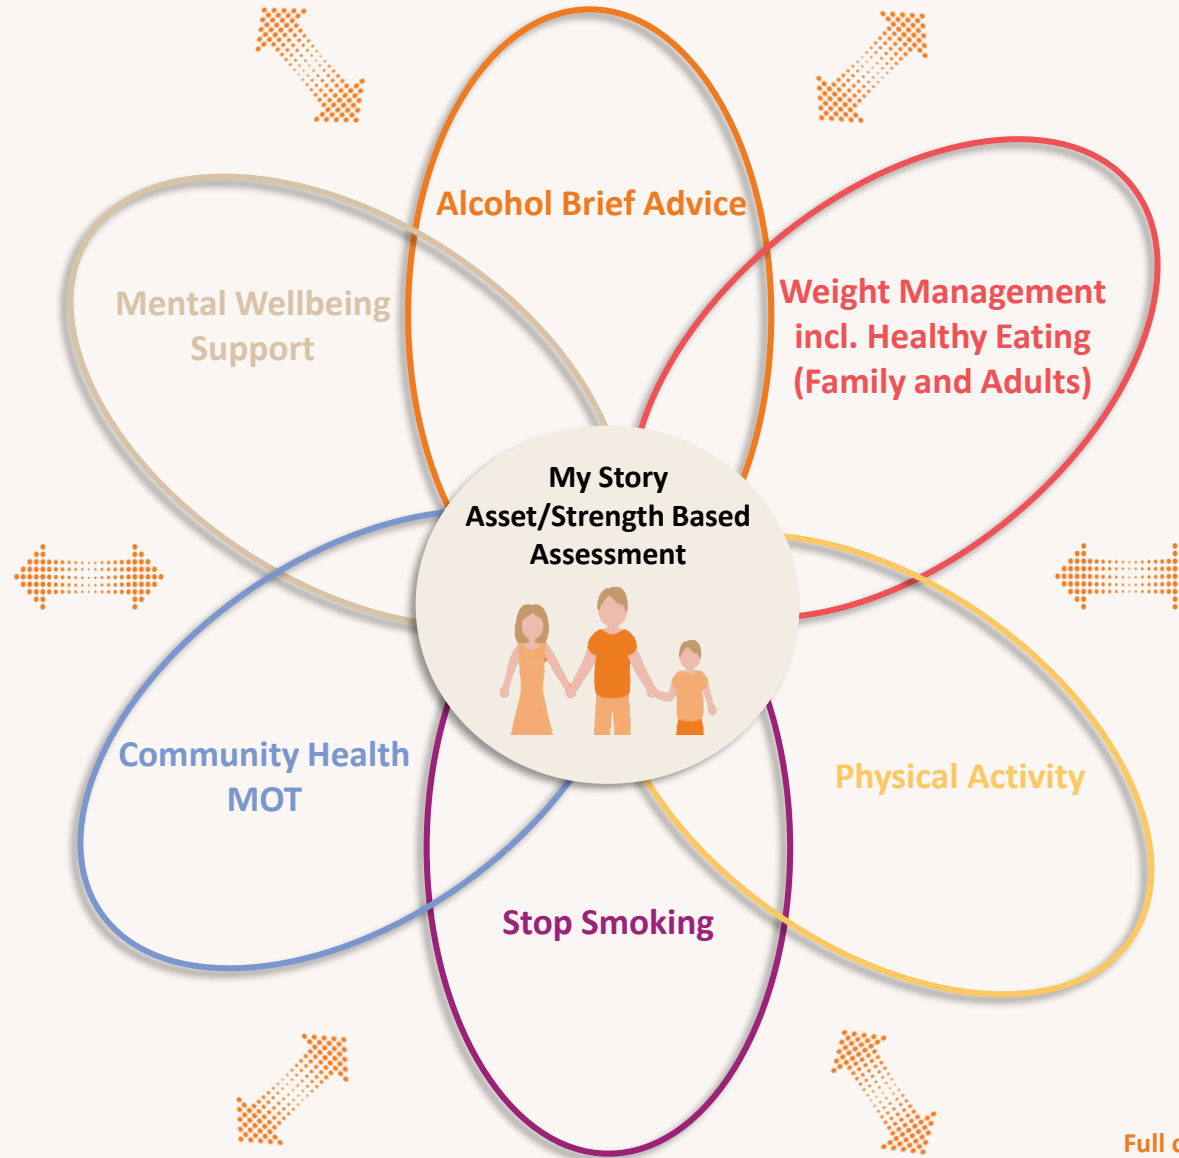 Alcohol Brief Advice
Mental Wellbeing
Support
Weight Management
incl. Healthy Eating
(Family and Adults)
My Story
Asset/Strength Based
Assessment
Community Health
MOT
Physical Activity
Stop Smoking
Full